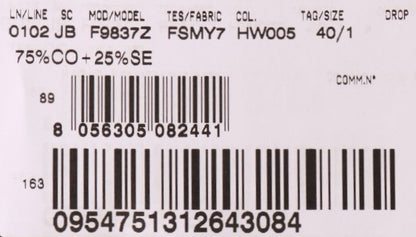 LN/LINE SC MOD/MODEL TES/FABRIC COL. TAG/SIZE DROP
0102 JB F9837Z FSMY7 HW005 40/1
75%CO+25%SE
COMM.N°
89
8 056305 082441
163
0954751312643084